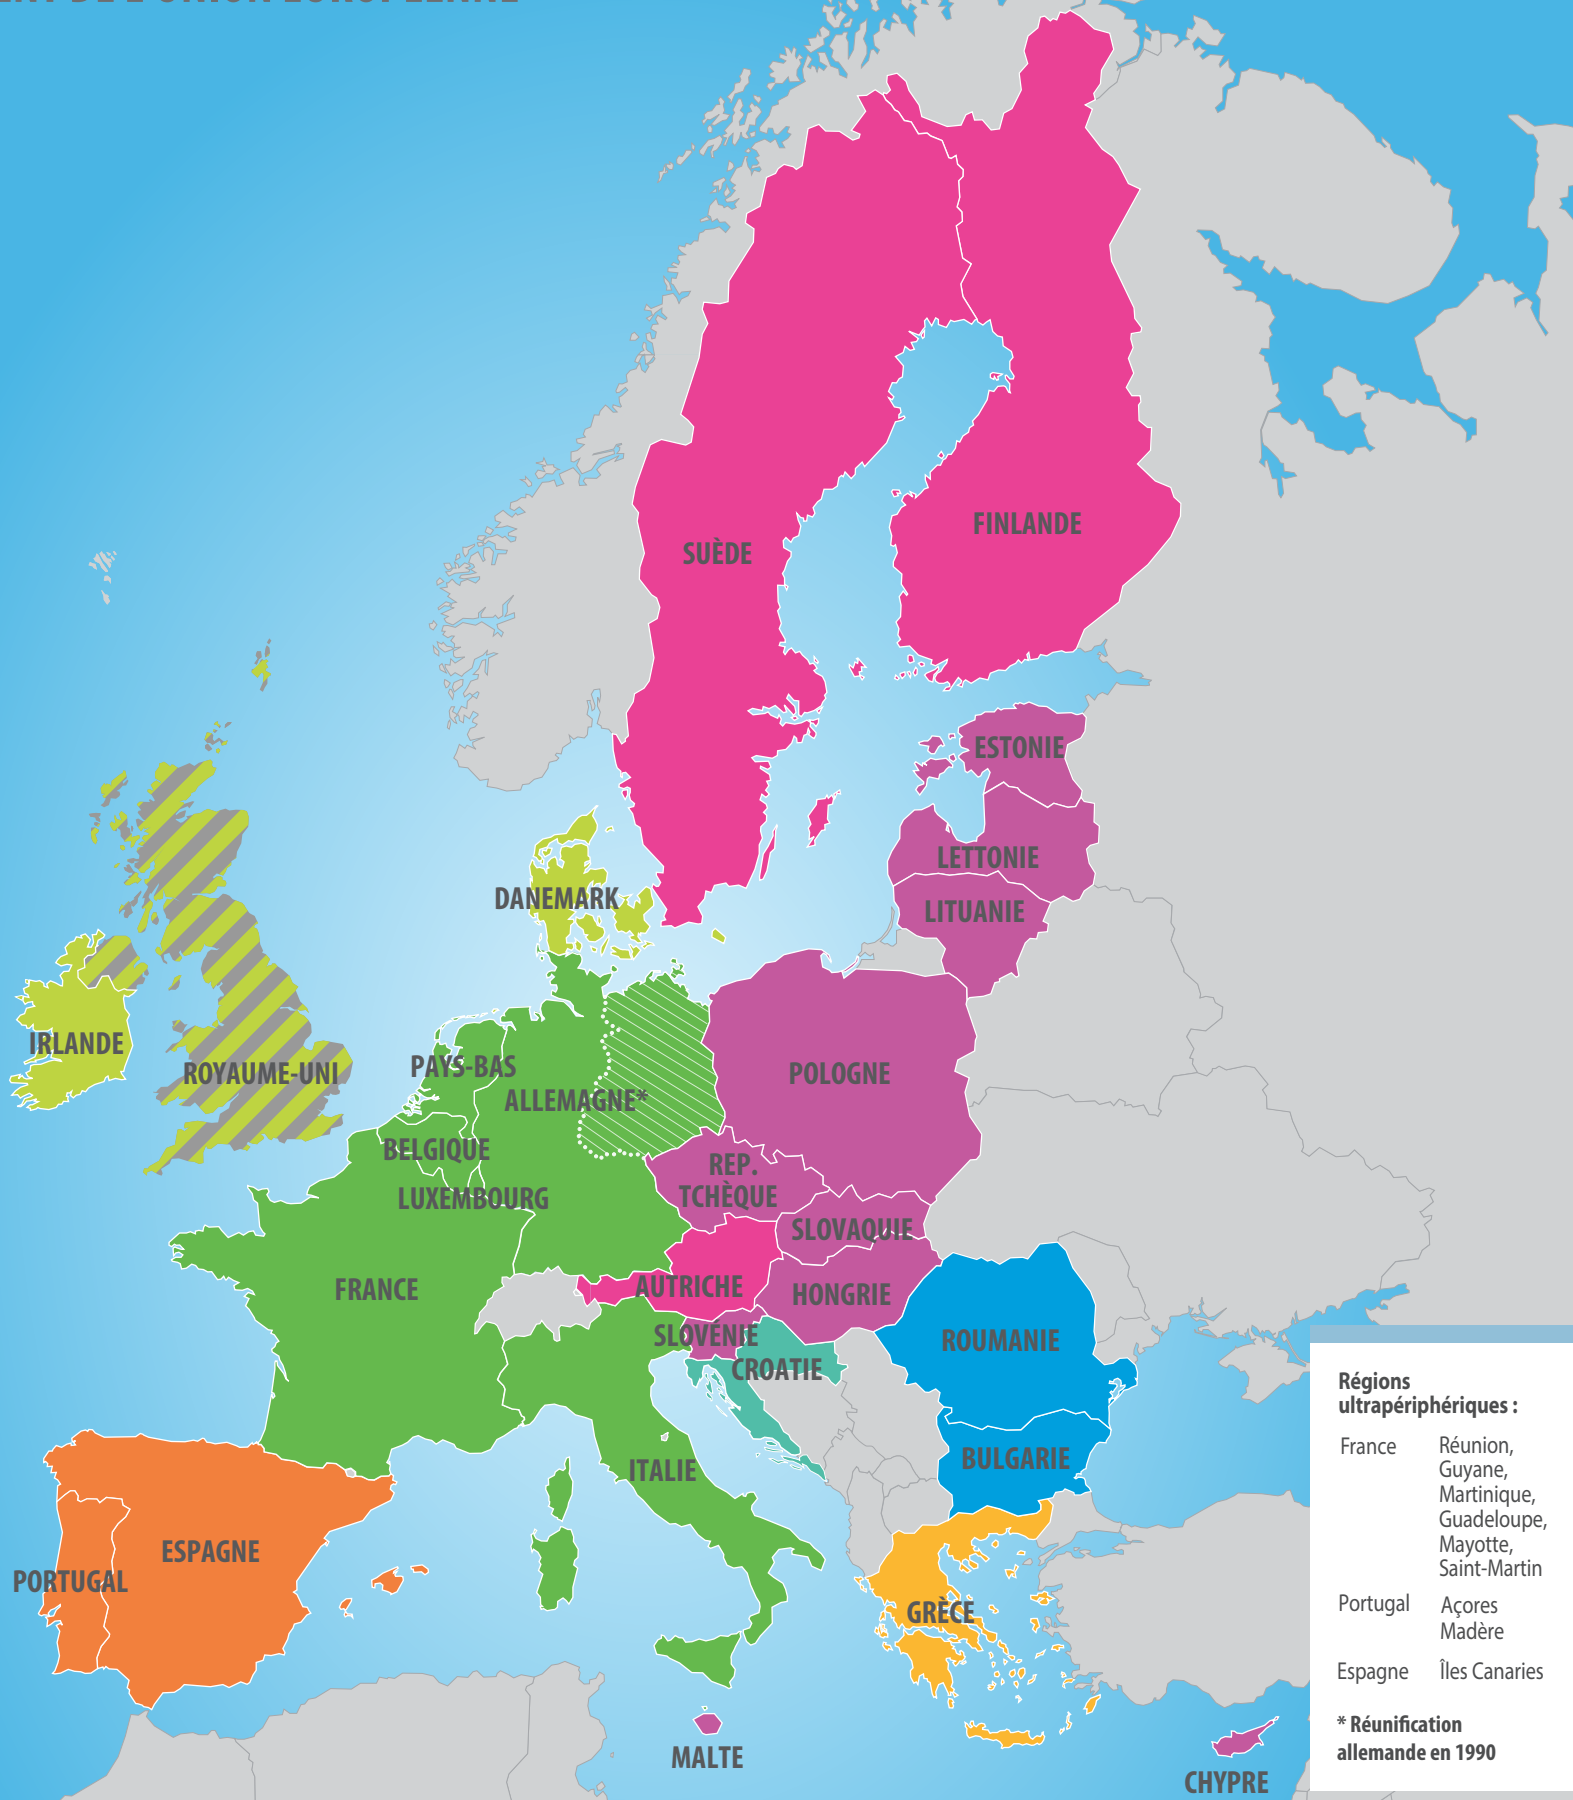 SUÈDE
FINLANDE
ESTONIE
LETTONIE
LITUANIE
DANEMARK
IRLANDE
ROYAUME-UNI
PAYS-BAS
ALLEMAGNE*
POLOGNE
BELGIQUE
LUXEMBOURG
REP.
TCHÈQUE
SLOVAQUIE
FRANCE
AUTRICHE
HONGRIE
SLOVÉNIE
CROATIE
ROUMANIE
BULGARIE
ITALIE
ESPAGNE
PORTUGAL
GRÈCE
MALTE
CHYPRE
Régions
ultrapériphériques :
France Réunion,
Guyane,
Martinique,
Guadeloupe,
Mayotte,
Saint-Martin
Portugal Açores
Madère
Espagne Îles Canaries
* Réunification
allemande en 1990